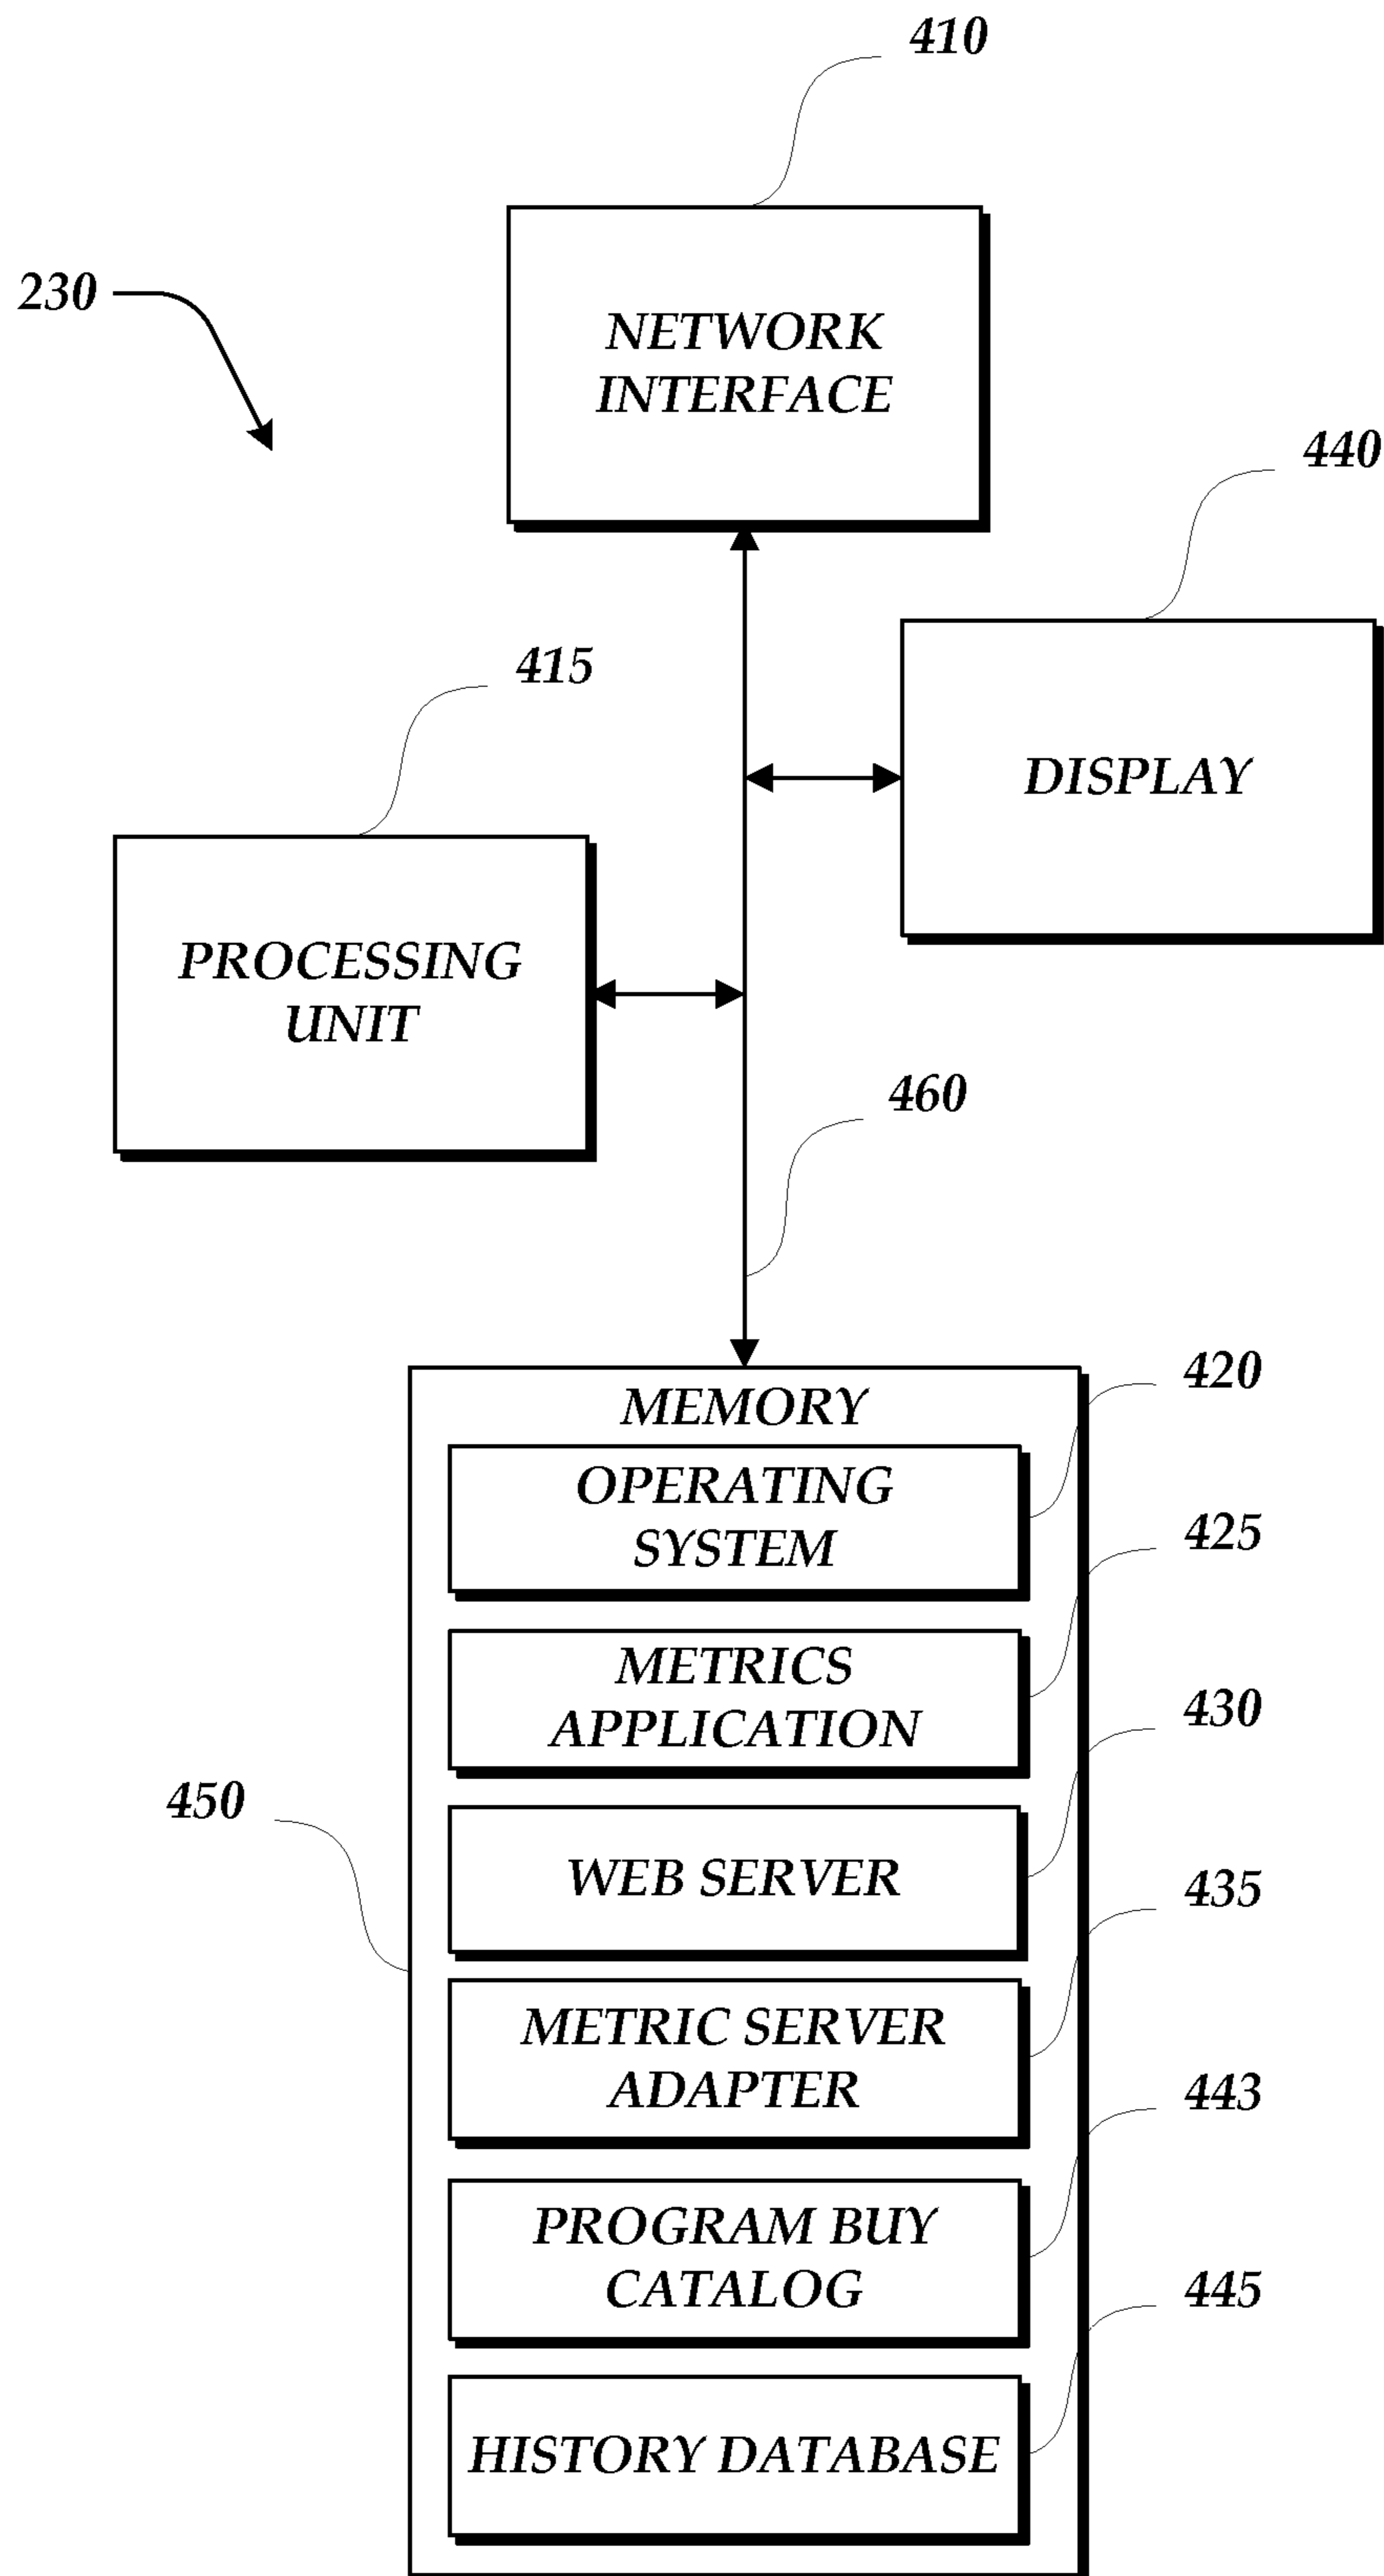 410
230
NETWORK
INTERFACE
440
415
DISPLAY
PROCESSING
UNIT
460
420
MEMORY
OPERATING
SYSTEM
425
METRICS
APPLICATION
430
450
WEB SERVER
435
METRIC SERVER
ADAPTER
443
PROGRAM BUY
CATALOG
445
HISTORY DATABASE